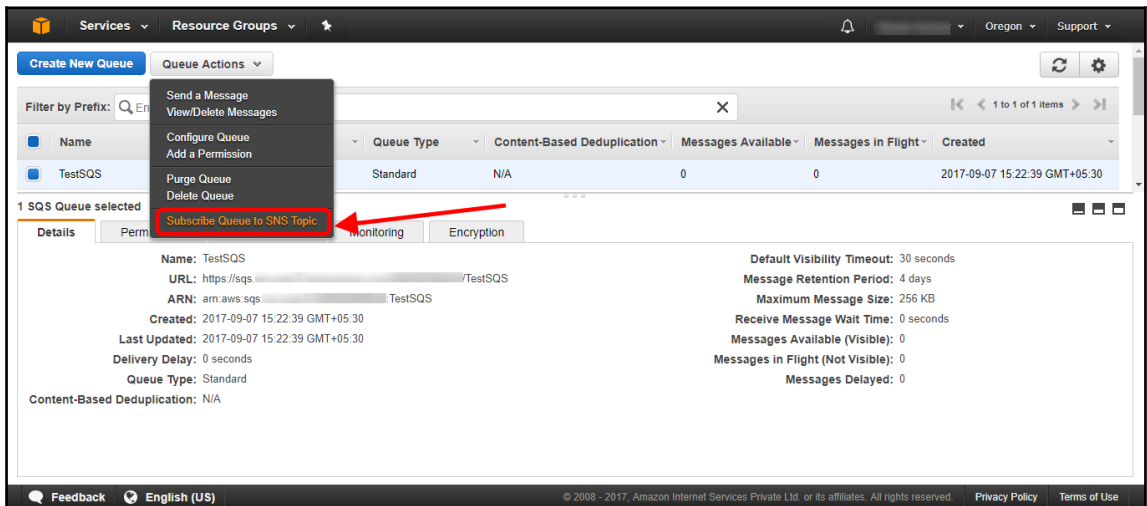 Services Resource Groups Oregon Support
Create New Queue Queue Actions
Send a Message
Filter by Prefix: En 1 to 1 of 1 items
View/Delete Messages
Configure Queue
Name Queue Type Content-Based Deduplication Messages Available Messages in Flight Created
Add a Permission
Purge Queue
TestSQS Standard N/A 0 0 2017-09-07 15:22:39 GMT+05:30
Delete Queue
1 SQS Queue selected
Subscribe Queue to SNS Topic
Details Perm Monitoring Encryption
Name: TestSQS Default Visibility Timeout: 30 seconds
URL: https://sqs. /TestSQS Message Retention Period: 4 days
ARN: arn:aws:sqs :TestSQS Maximum Message Size: 256 KB
Created: 2017-09-07 15:22:39 GMT+05:30 Receive Message Wait Time: 0 seconds
Last Updated: 2017-09-07 15:22:39 GMT+05:30 Messages Available (Visible): 0
Delivery Delay: 0 seconds Messages in Flight (Not Visible): 0
Queue Type: Standard Messages Delayed: 0
Content-Based Deduplication: N/A
Feedback English (US) © 2008 - 2017, Amazon Internet Services Private Ltd. or its affiliates. All rights reserved. Privacy Policy Terms of Use